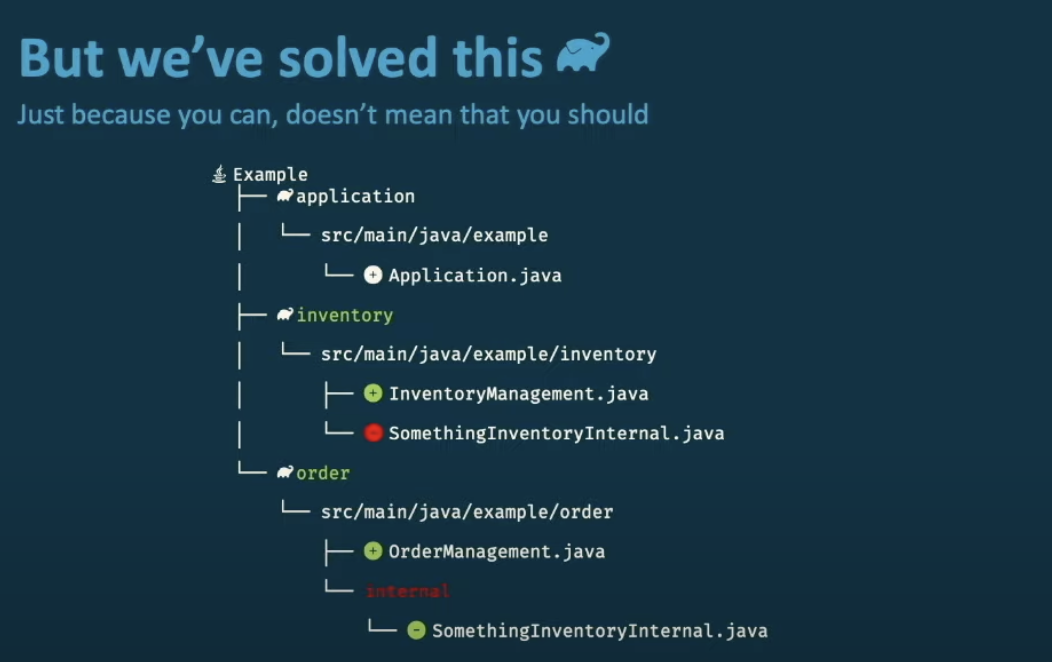 But we've solved this
Just because you can, doesn't mean that you should
Example
application
src/main/java/example
Application.java
inventory
src/main/java/example/inventory
InventoryManagement.java
SomethingInventoryInternal.java
order
src/main/java/example/order
OrderManagement.java
internal
SomethingInventoryInternal.java